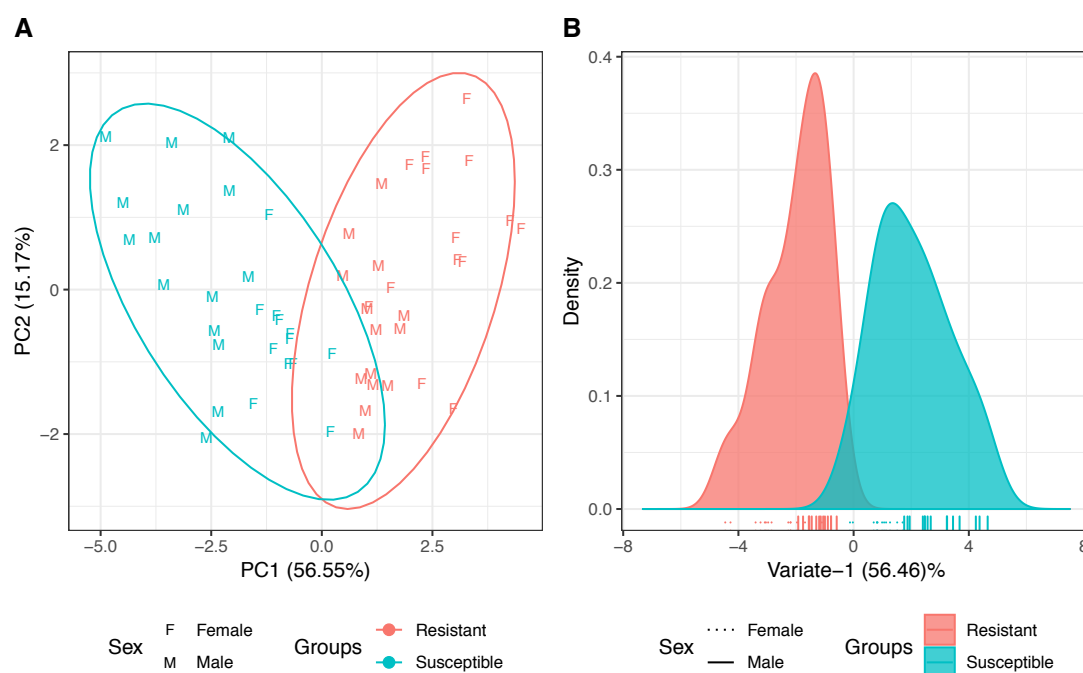 A
B
PC2 (15.17%)
2
0
−2
−5.0
−2.5
0.0
2.5
PC1 (56.55%)
Density
0.4
0.3
0.2
0.1
0.0
−8
−4
0
4
8
Variate−1 (56.46)%
Sex
F Female
M Male
Groups
Resistant
Susceptible
Sex
Female
Male
Groups
Resistant
Susceptible